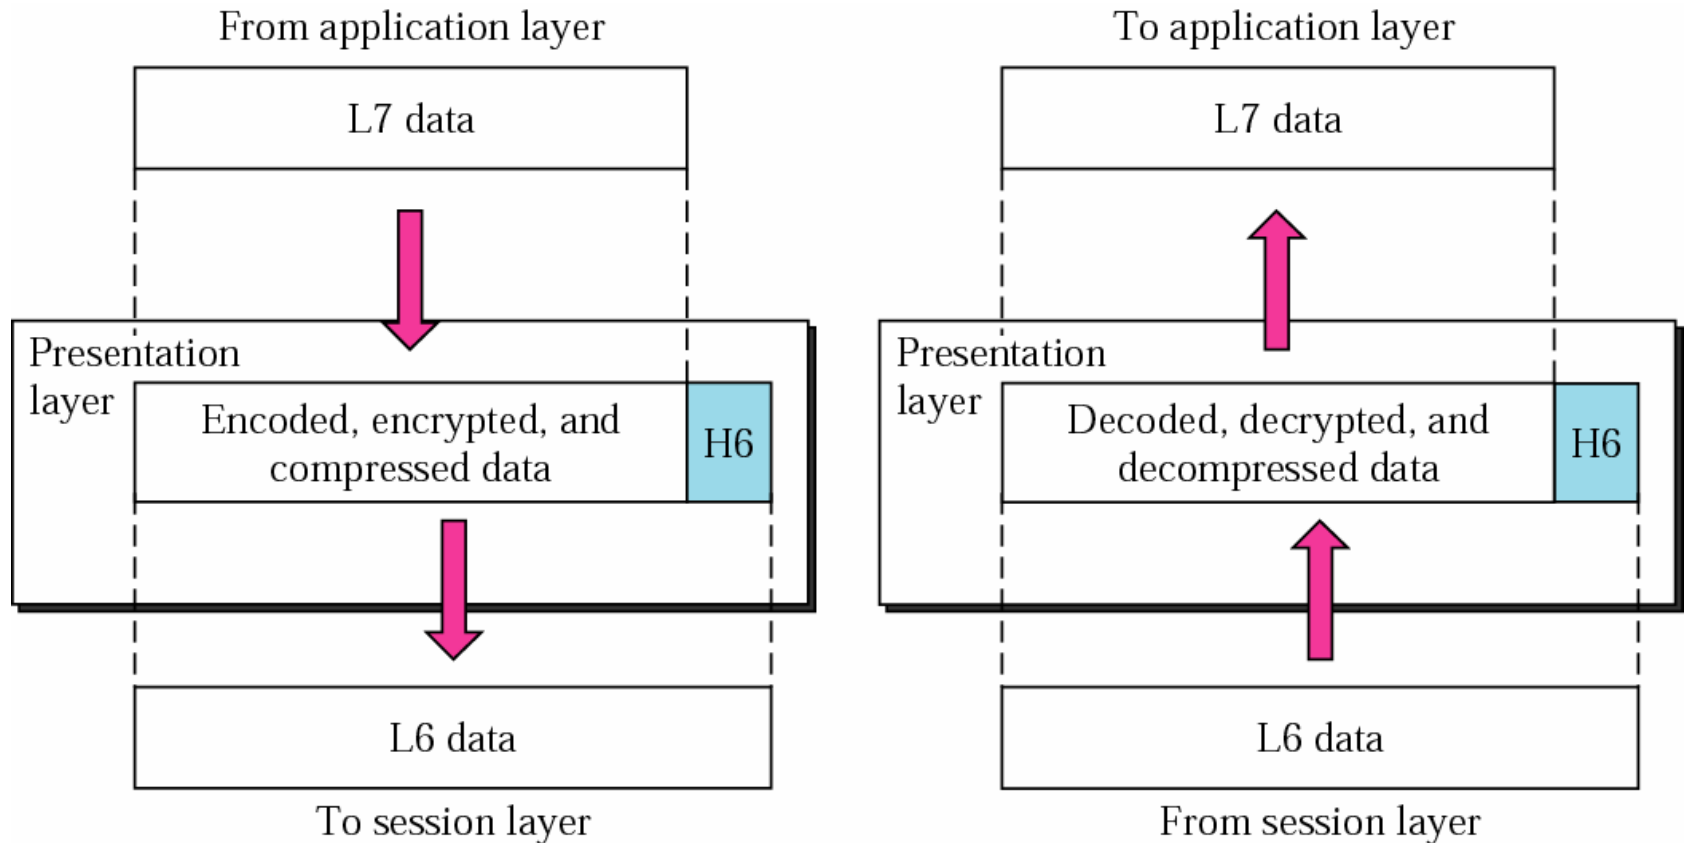 From application layer
L7 data
Presentation
layer
Encoded, encrypted, and
compressed data
H6
L6 data
To session layer
To application layer
L7 data
Presentation
layer
Decoded, decrypted, and
decompressed data
H6
L6 data
From session layer